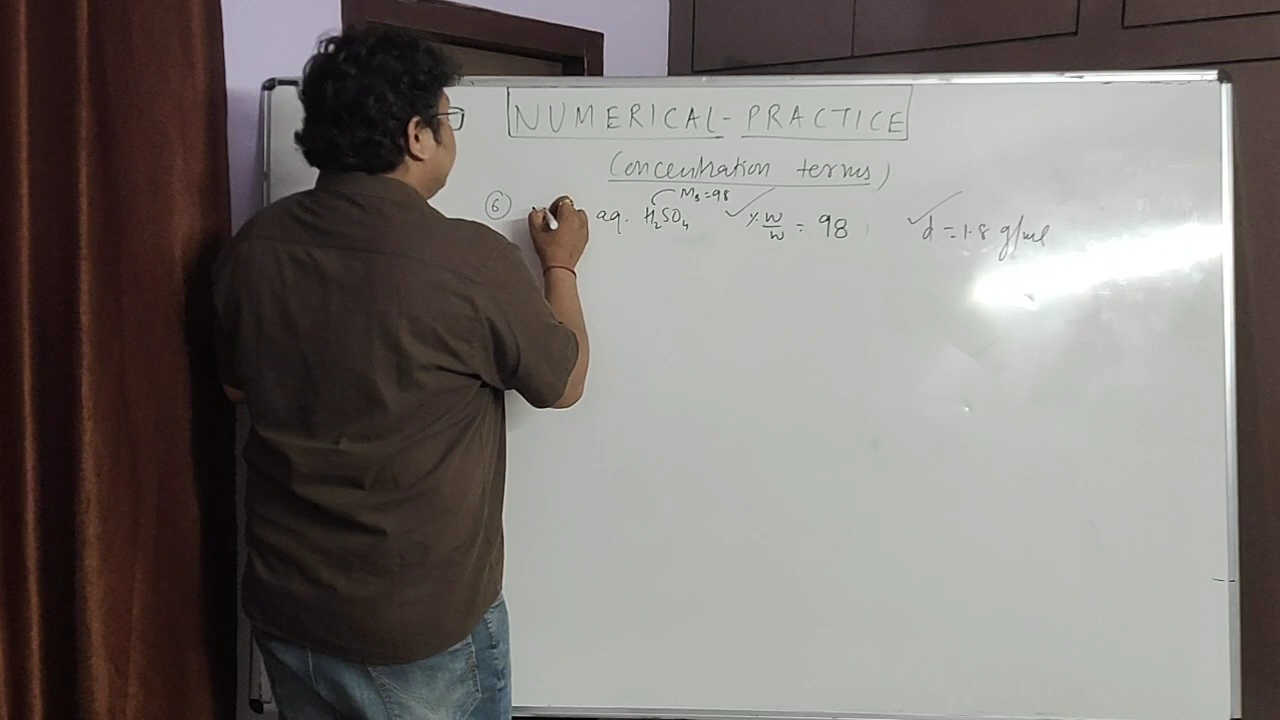 NUMERICAL - PRACTICE
(Concentration terms)
M_B = 98
6 aq. H2SO4 ✓ % w/w = 98 ✓ d = 1.8 g/ml